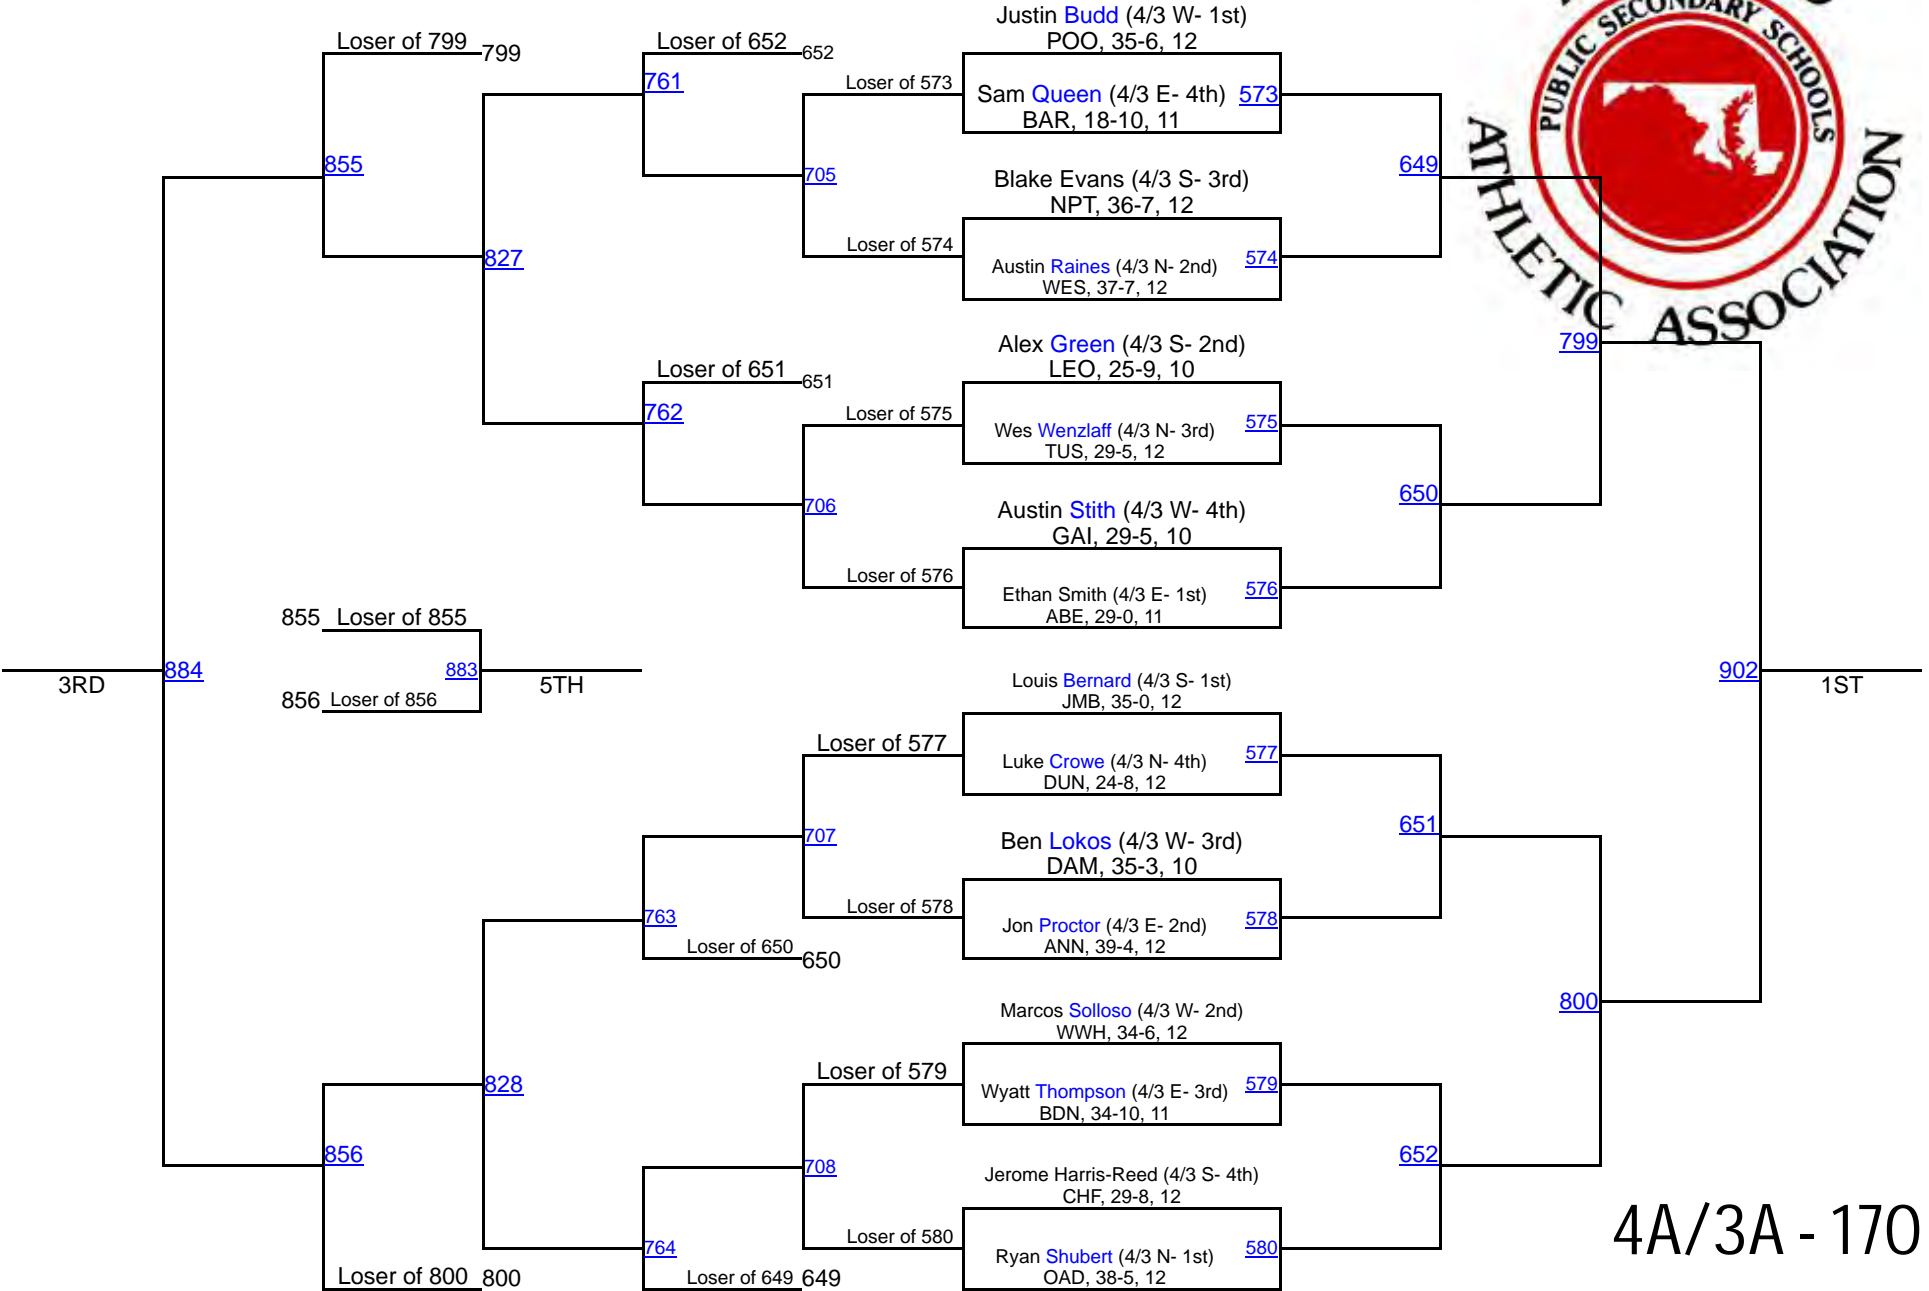 Loser of 799
799
855
827
Loser of 652
652
761
705
Loser of 573
Loser of 574
Loser of 651
651
762
706
Loser of 575
Loser of 576
Justin Budd (4/3 W- 1st)
POO, 35-6, 12
Sam Queen (4/3 E- 4th) 573
BAR, 18-10, 11
Blake Evans (4/3 S- 3rd)
NPT, 36-7, 12
Austin Raines (4/3 N- 2nd) 574
WES, 37-7, 12
Alex Green (4/3 S- 2nd)
LEO, 25-9, 10
Wes Wenzlaff (4/3 N- 3rd) 575
TUS, 29-5, 12
Austin Stith (4/3 W- 4th)
GAI, 29-5, 10
Ethan Smith (4/3 E- 1st) 576
ABE, 29-0, 11
649
650
799
PUBLIC SECONDARY SCHOOLS
ATHLETIC ASSOCIATION
855 Loser of 855
856 Loser of 856
883
5TH
3RD
884
902
1ST
Louis Bernard (4/3 S- 1st)
JMB, 35-0, 12
Luke Crowe (4/3 N- 4th) 577
DUN, 24-8, 12
Ben Lokos (4/3 W- 3rd)
DAM, 35-3, 10
Jon Proctor (4/3 E- 2nd) 578
ANN, 39-4, 12
Marcos Solloso (4/3 W- 2nd)
WWH, 34-6, 12
Wyatt Thompson (4/3 E- 3rd) 579
BDN, 34-10, 11
Jerome Harris-Reed (4/3 S- 4th)
CHF, 29-8, 12
Ryan Shubert (4/3 N- 1st) 580
OAD, 38-5, 12
Loser of 577
707
Loser of 578
763
Loser of 650
650
828
Loser of 579
708
Loser of 580
764
Loser of 649
649
856
Loser of 800
800
651
652
800
4A/3A - 170